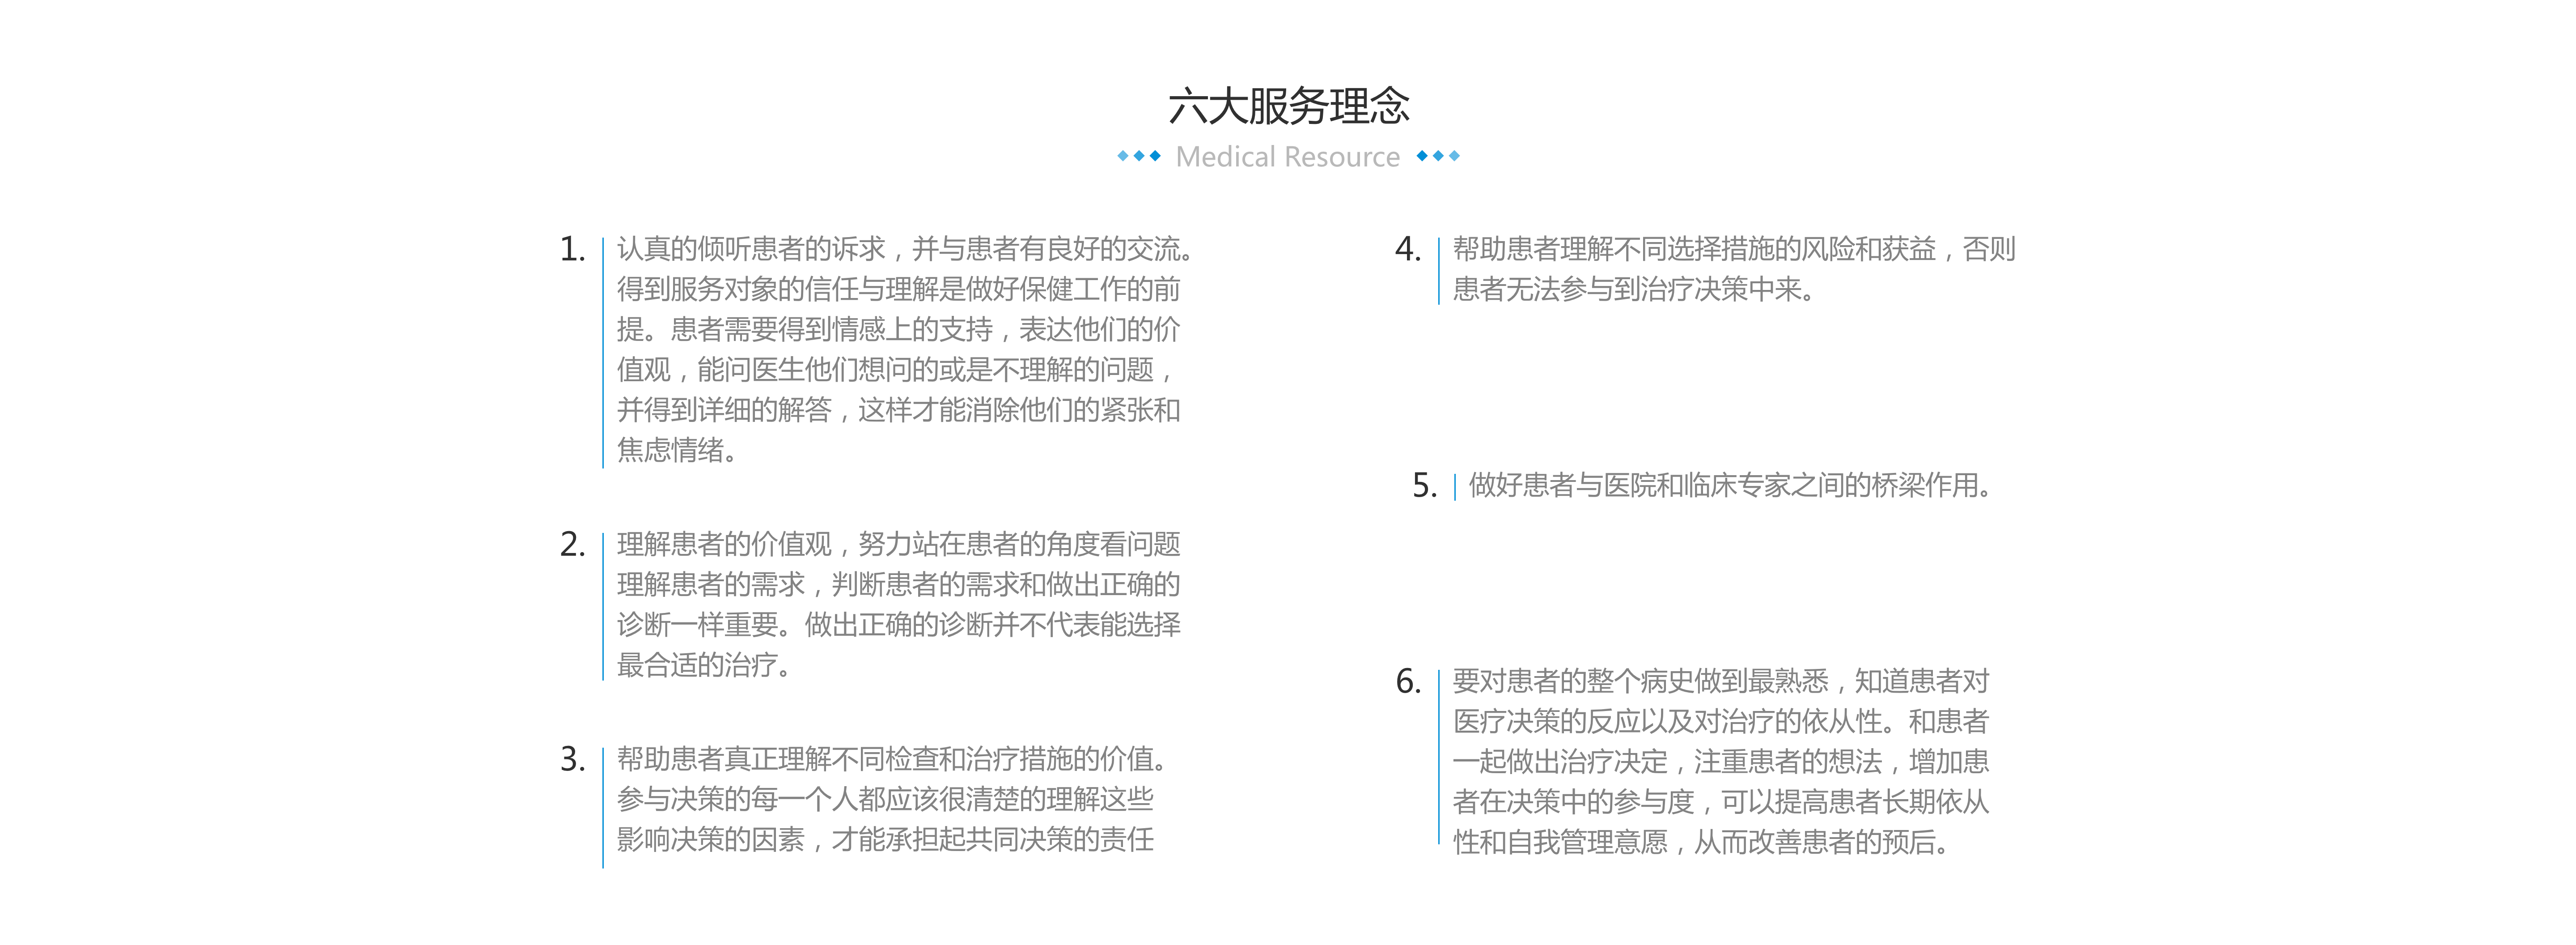 六大服务理念
Medical Resource
1.
认真的倾听患者的诉求，并与患者有良好的交流。
得到服务对象的信任与理解是做好保健工作的前
提。患者需要得到情感上的支持，表达他们的价
值观，能问医生他们想问的或是不理解的问题，
并得到详细的解答，这样才能消除他们的紧张和
焦虑情绪。
2.
理解患者的价值观，努力站在患者的角度看问题
理解患者的需求，判断患者的需求和做出正确的
诊断一样重要。做出正确的诊断并不代表能选择
最合适的治疗。
3.
帮助患者真正理解不同检查和治疗措施的价值。
参与决策的每一个人都应该很清楚的理解这些
影响决策的因素，才能承担起共同决策的责任
4.
帮助患者理解不同选择措施的风险和获益，否则
患者无法参与到治疗决策中来。
5.
做好患者与医院和临床专家之间的桥梁作用。
6.
要对患者的整个病史做到最熟悉，知道患者对
医疗决策的反应以及对治疗的依从性。和患者
一起做出治疗决定，注重患者的想法，增加患
者在决策中的参与度，可以提高患者长期依从
性和自我管理意愿，从而改善患者的预后。